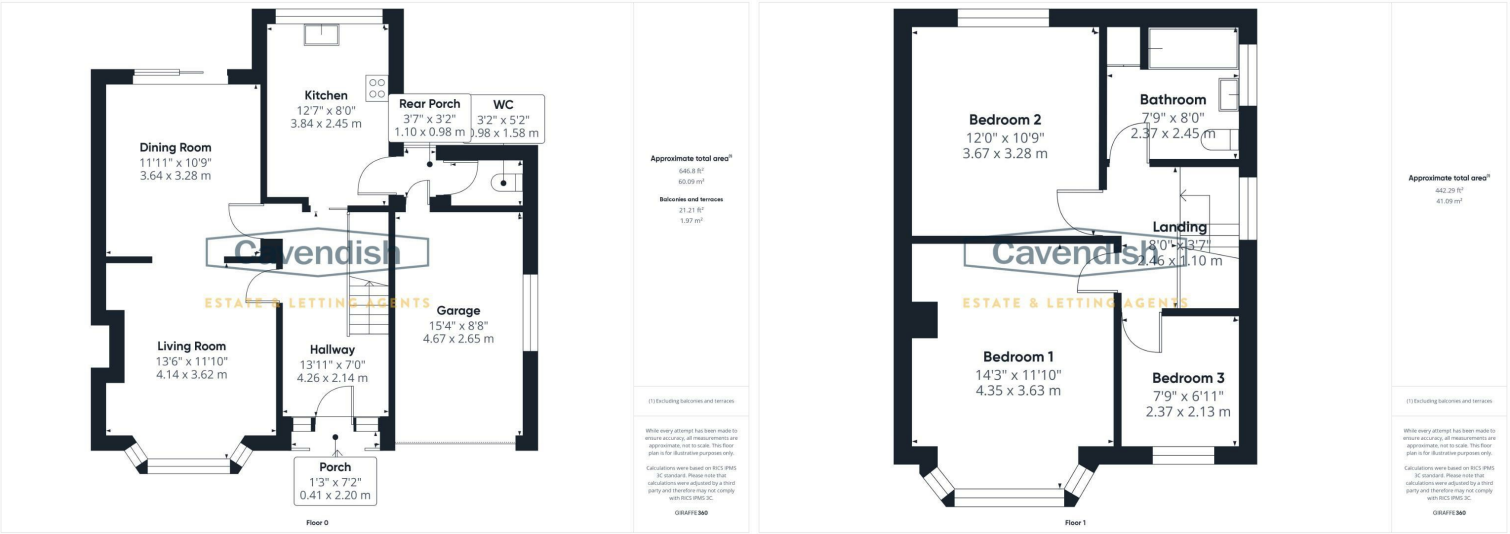 Kitchen
12'7" x 8'0"
3.84 x 2.45 m
Rear Porch
3'7" x 3'2"
1.10 x 0.98 m
WC
3'2" x 5'2"
0.98 x 1.58 m
Dining Room
11'11" x 10'9"
3.64 x 3.28 m
Cavendish
ESTATE & LETTING AGENTS
Garage
15'4" x 8'8"
4.67 x 2.65 m
Living Room
13'6" x 11'10"
4.14 x 3.62 m
Hallway
13'11" x 7'0"
4.26 x 2.14 m
Porch
1'3" x 7'2"
0.41 x 2.20 m
Floor 0
Approximate total area⁽¹⁾
646.8 ft²
60.09 m²
Balconies and terraces
21.21 ft²
1.97 m²
(1) Excluding balconies and terraces
While every attempt has been made to
ensure accuracy, all measurements are
approximate, not to scale. This floor
plan is for illustrative purposes only.
Calculations were based on RICS IPMS
3C standard. Please note that
calculations were adjusted by a third
party and therefore may not comply
with RICS IPMS 3C.
GIRAFFE360
Bedroom 2
12'0" x 10'9"
3.67 x 3.28 m
Bathroom
7'9" x 8'0"
2.37 x 2.45 m
Landing
8'0" x 3'7"
2.46 x 1.10 m
Cavendish
ESTATE & LETTING AGENTS
Bedroom 1
14'3" x 11'10"
4.35 x 3.63 m
Bedroom 3
7'9" x 6'11"
2.37 x 2.13 m
Floor 1
Approximate total area⁽¹⁾
442.29 ft²
41.09 m²
(1) Excluding balconies and terraces
While every attempt has been made to
ensure accuracy, all measurements are
approximate, not to scale. This floor
plan is for illustrative purposes only.
Calculations were based on RICS IPMS
3C standard. Please note that
calculations were adjusted by a third
party and therefore may not comply
with RICS IPMS 3C.
GIRAFFE360